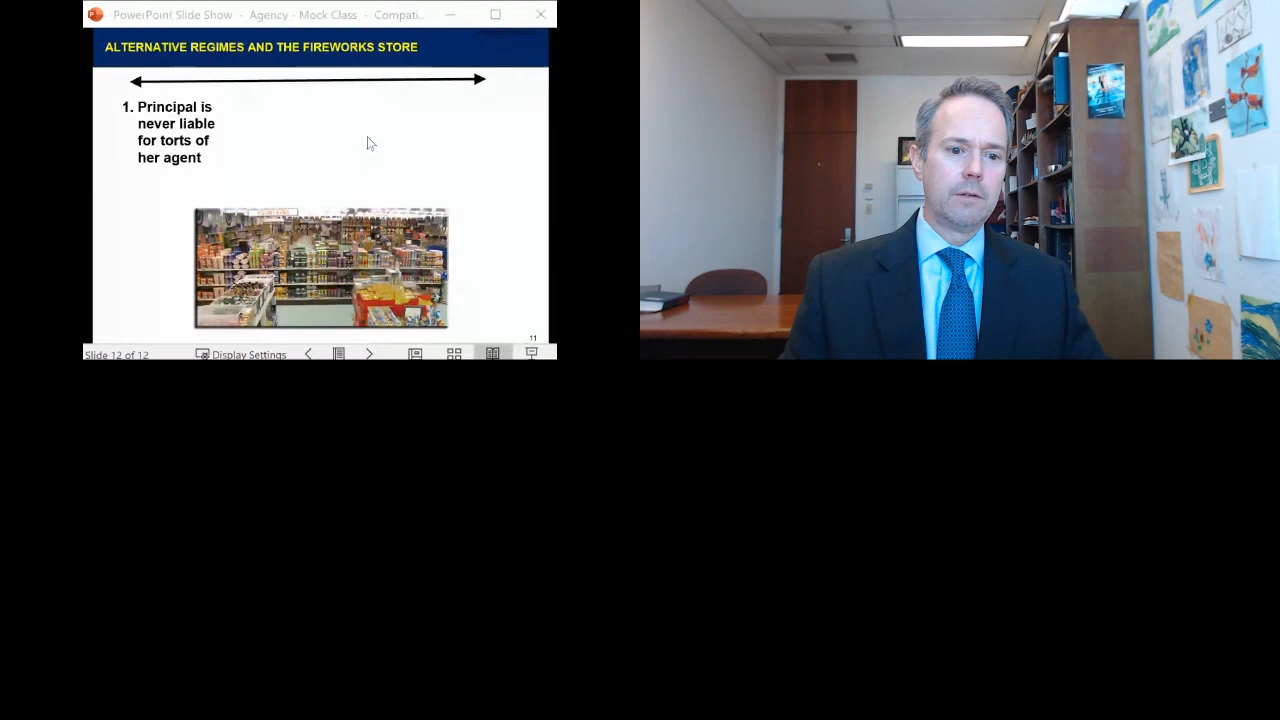 PowerPoint Slide Show - Agency - Mock Class - Compati..
ALTERNATIVE REGIMES AND THE FIREWORKS STORE
1. Principal is
never liable
for torts of
her agent
11
Slide 12 of 12
Display Settings